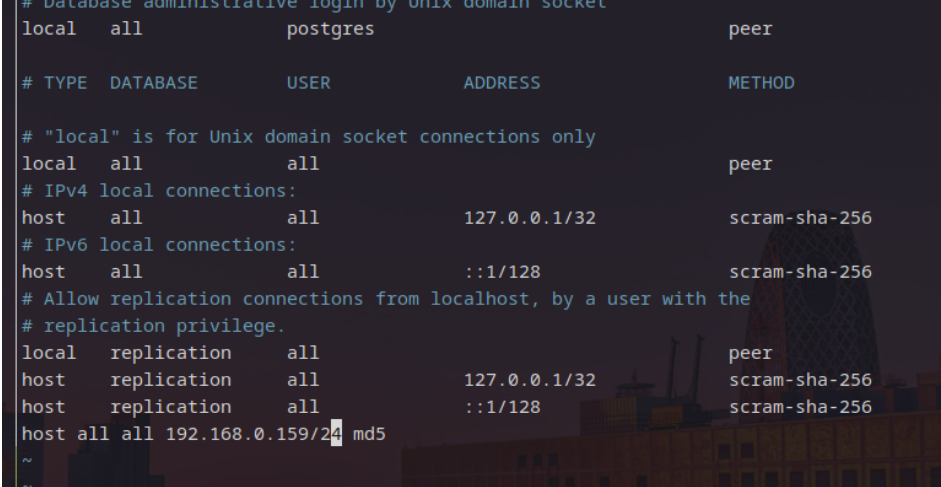 # Database administrative login by Unix domain socket
local   all             postgres                                peer

# TYPE  DATABASE        USER            ADDRESS                 METHOD

# "local" is for Unix domain socket connections only
local   all             all                                     peer
# IPv4 local connections:
host    all             all             127.0.0.1/32            scram-sha-256
# IPv6 local connections:
host    all             all             ::1/128                 scram-sha-256
# Allow replication connections from localhost, by a user with the
# replication privilege.
local   replication     all                                     peer
host    replication     all             127.0.0.1/32            scram-sha-256
host    replication     all             ::1/128                 scram-sha-256
host all all 192.168.0.159/24 md5
~
~